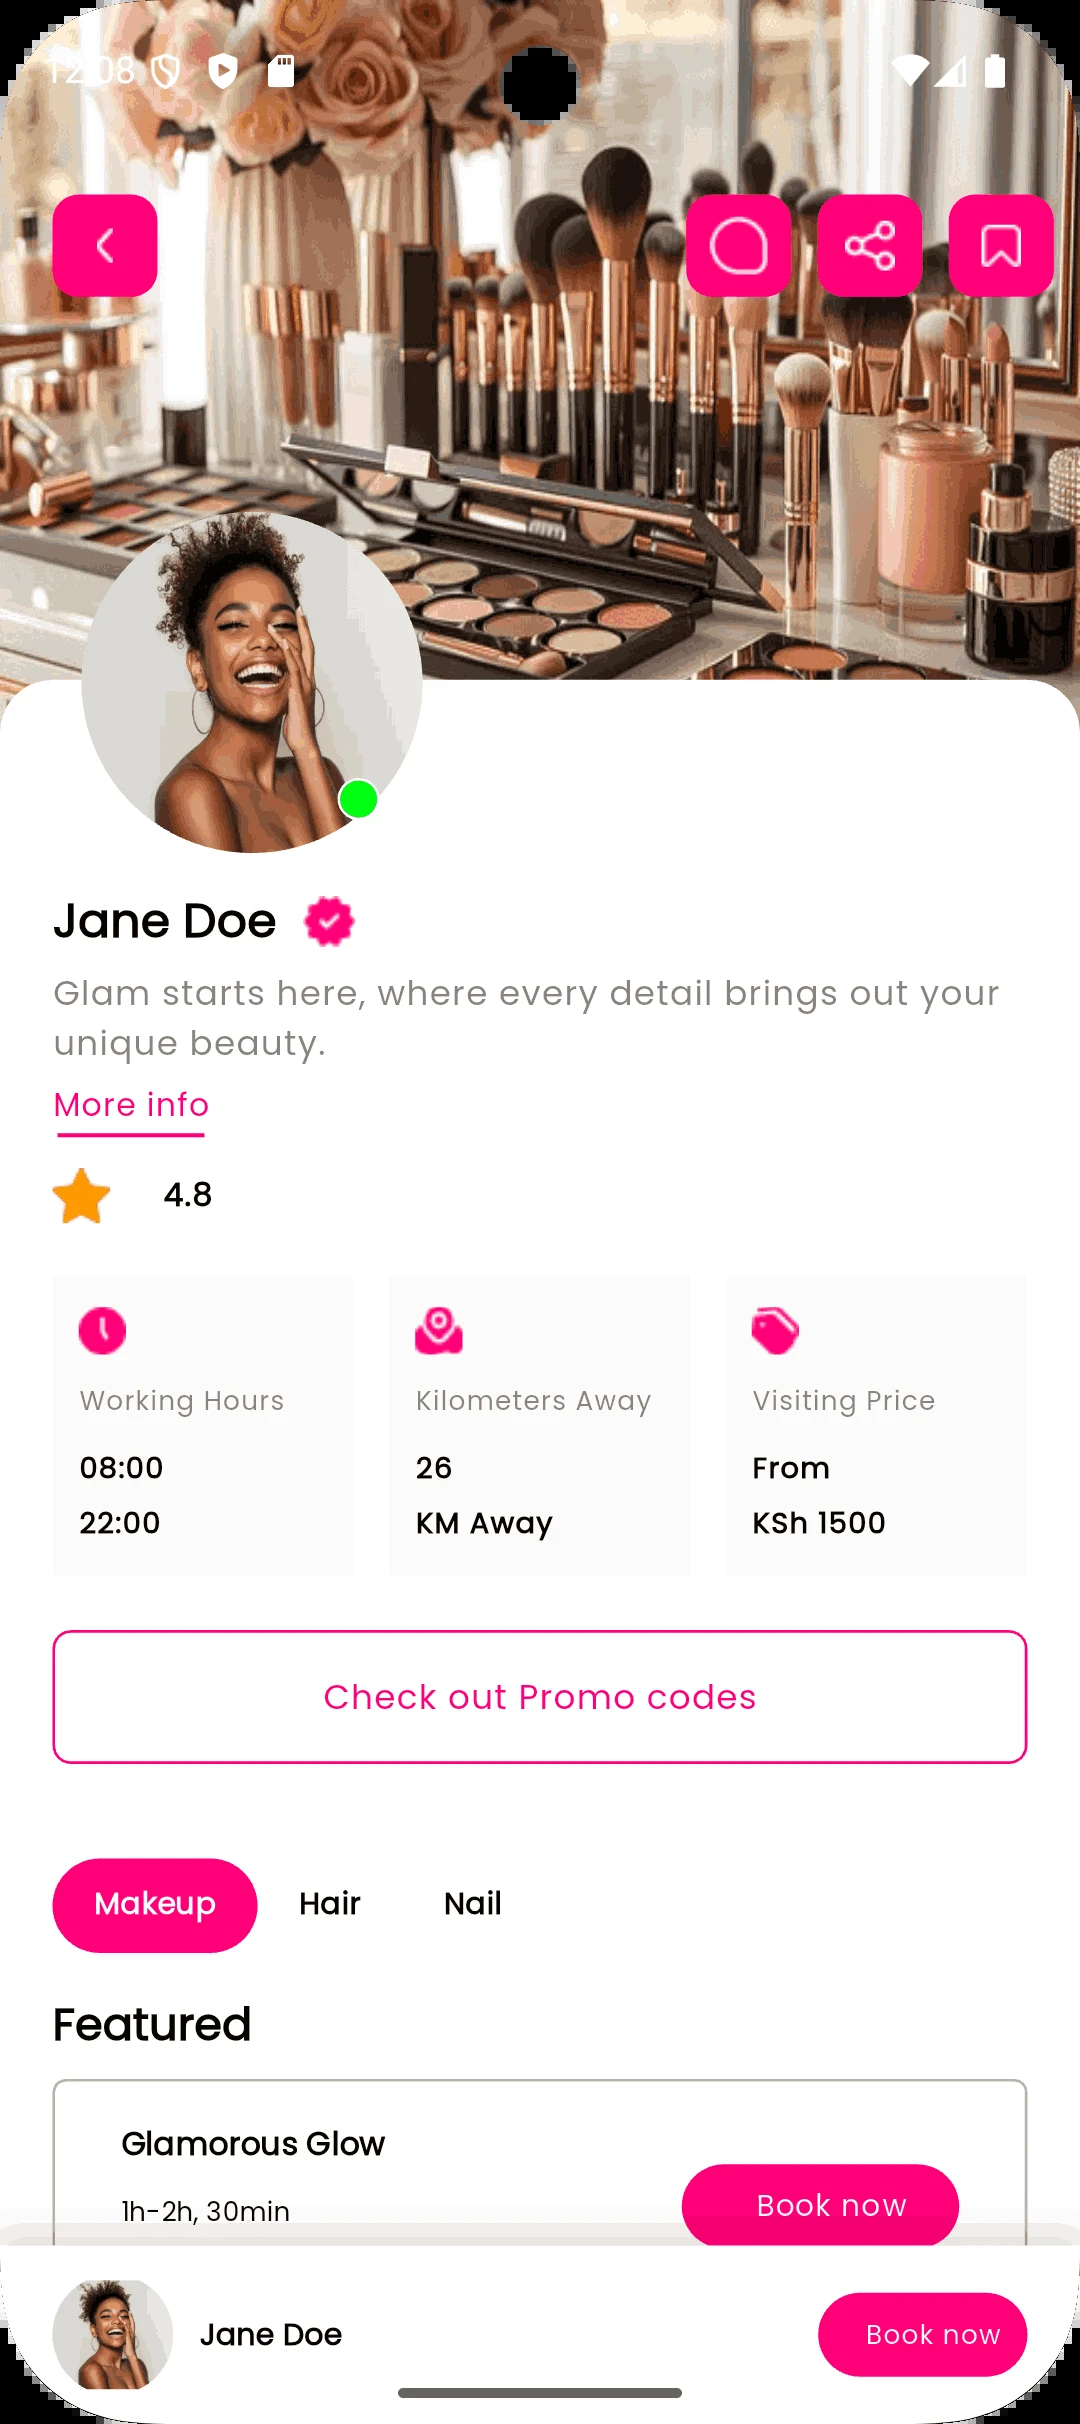 12:08
Jane Doe
Glam starts here, where every detail brings out your
unique beauty.
More info
4.8
Working Hours
08:00
22:00
Kilometers Away
26
KM Away
Visiting Price
From
KSh 1500
Check out Promo codes
Makeup Hair Nail
Featured
Glamorous Glow
1h-2h, 30min
Book now
Jane Doe
Book now